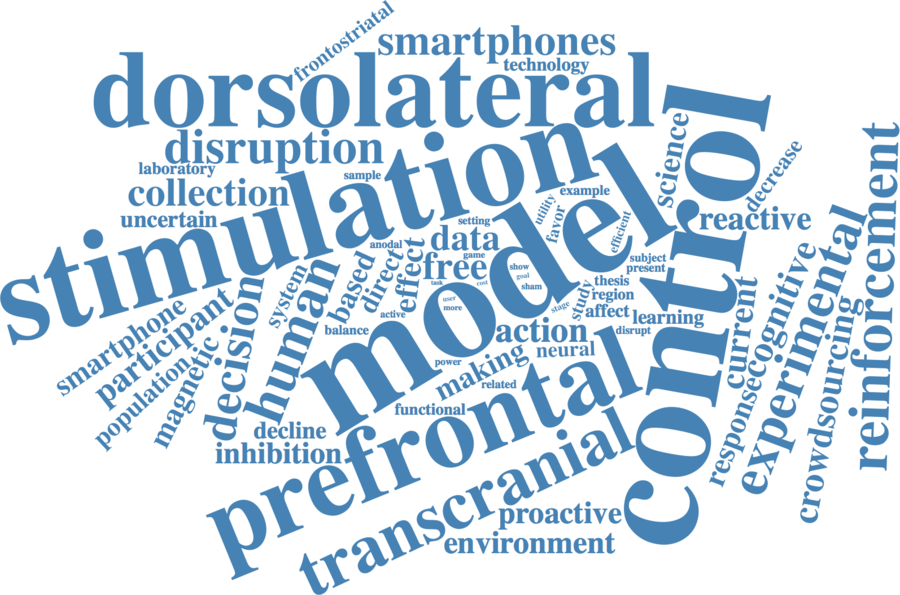 frontostriatal
smartphones
technology
dorsolateral
disruption
laboratory
sample
collection
uncertain
stimulation
example
utility
favor
efficient
science
control
decrease
reactive
reinforcement
setting
data
game
anodal
free
show
goal
task
cost
sham
user
more
model
subject
present
thesis
region
study
stage
affect
learning
disrupt
effect
direct
based
active
balance
system
human
decision
participant
smartphone
population
magnetic
tic
power
action
neural
making
related
functional
decline
inhibition
prefrontal
transcranial
proactive
environment
current
cognitive
response
experimental
crowdsourcing